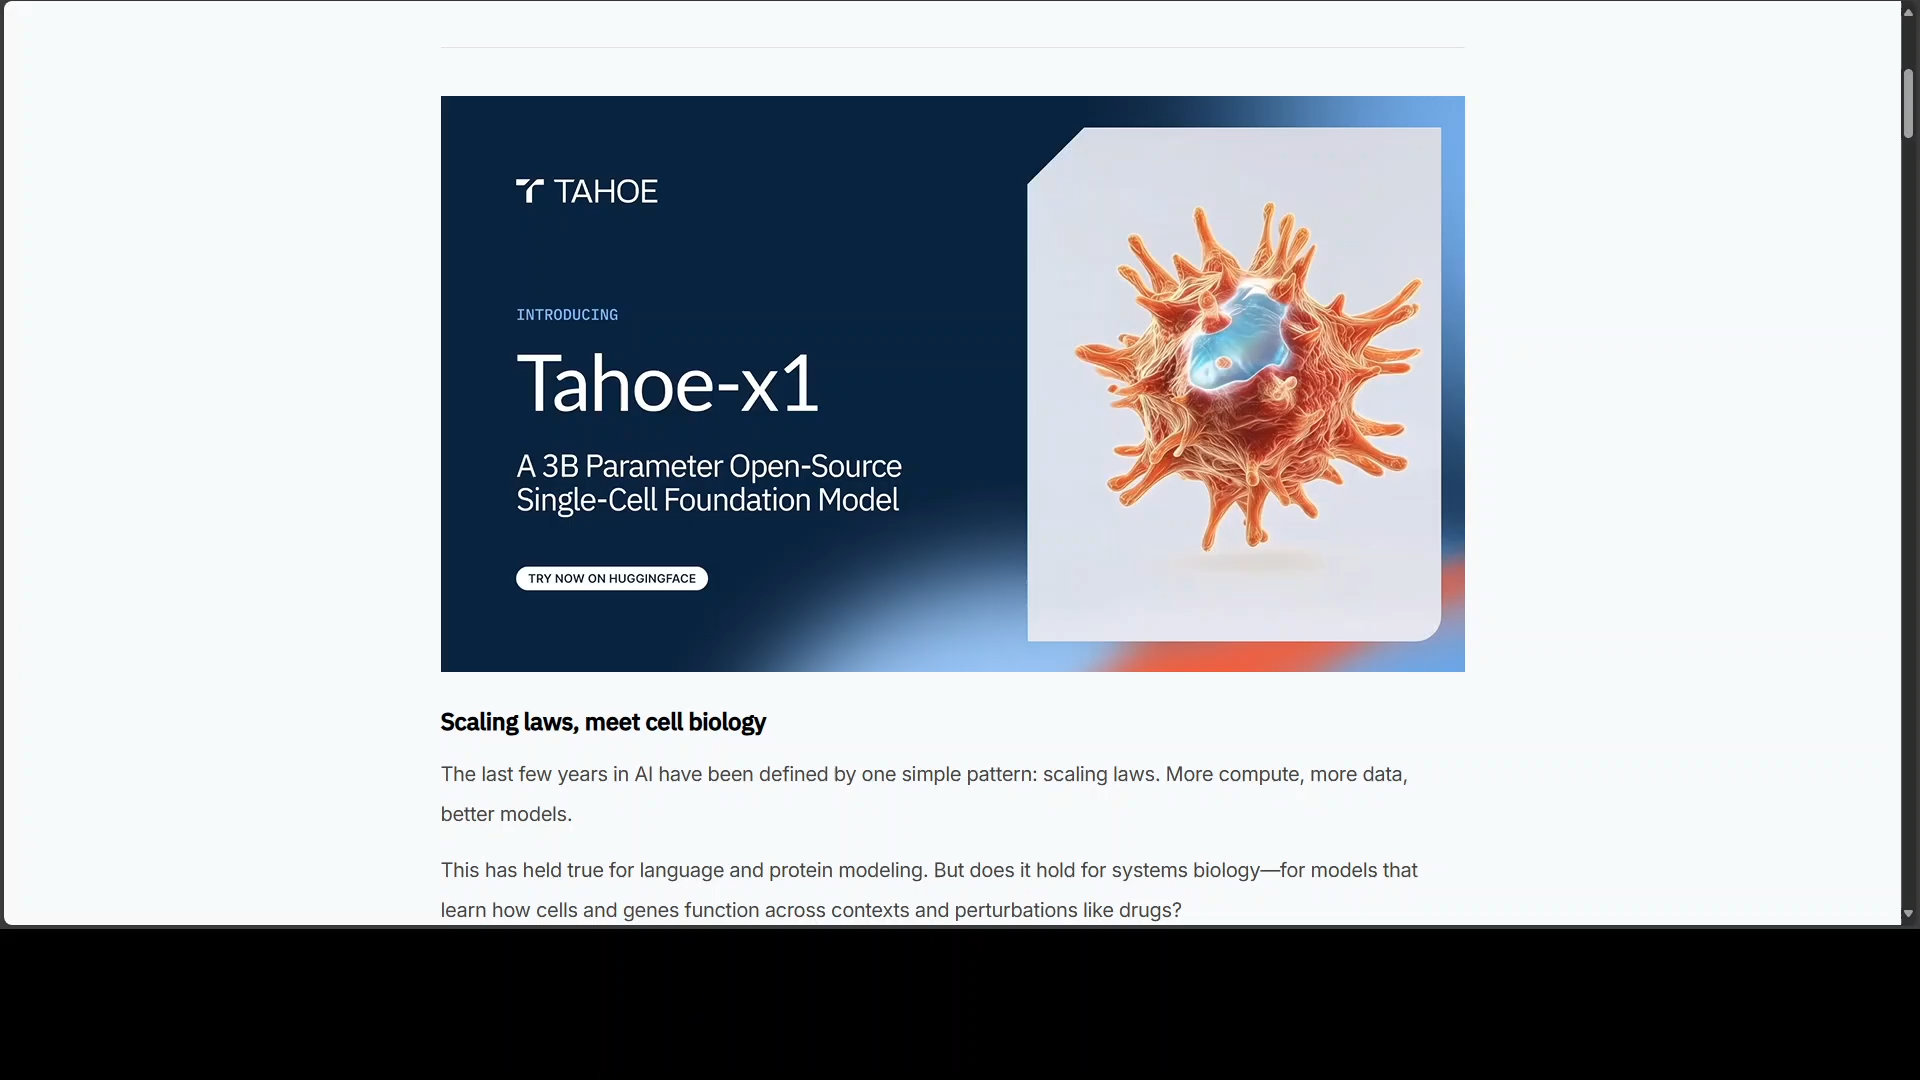 TAHOE
INTRODUCING
Tahoe-x1
A 3B Parameter Open-Source
Single-Cell Foundation Model
TRY NOW ON HUGGINGFACE
Scaling laws, meet cell biology
The last few years in AI have been defined by one simple pattern: scaling laws. More compute, more data,
better models.
This has held true for language and protein modeling. But does it hold for systems biology—for models that
learn how cells and genes function across contexts and perturbations like drugs?